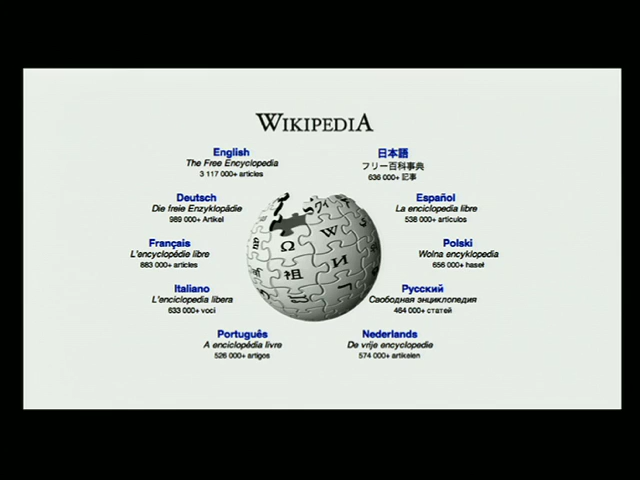 WIKIPEDIA
English
The Free Encyclopedia
3 117 000+ articles
日本語
フリー百科事典
636 000+ 記事
Deutsch
Die freie Enzyklopädie
989 000+ Artikel
Español
La enciclopedia libre
538 000+ artículos
Français
L'encyclopédie libre
883 000+ articles
Polski
Wolna encyklopedia
656 000+ haseł
Italiano
L'enciclopedia libera
633 000+ voci
Русский
Свободная энциклопедия
464 000+ статей
Português
A enciclopédia livre
526 000+ artigos
Nederlands
De vrije encyclopedie
574 000+ artikelen
Ω
W
祖
И